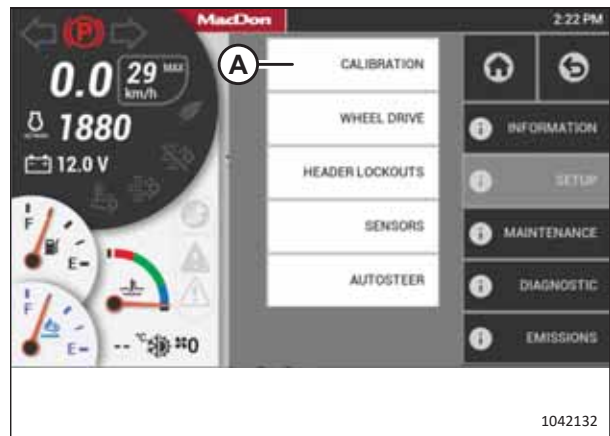 MacDon
2:22 PM
P
0.0
29 MAX
km/h
1880
12.0 V
F
E
F
E
-- °C
0
A
CALIBRATION
WHEEL DRIVE
HEADER LOCKOUTS
SENSORS
AUTOSTEER
INFORMATION
SETUP
MAINTENANCE
DIAGNOSTIC
EMISSIONS
1042132